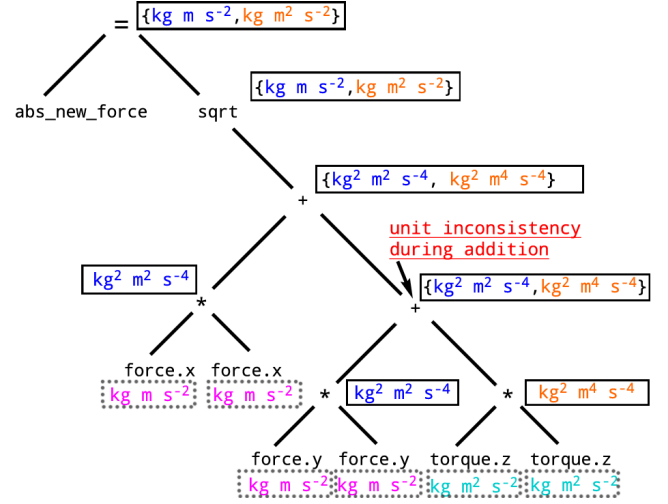 = {kg m s⁻²,kg m² s⁻²}
abs_new_force sqrt {kg m s⁻²,kg m² s⁻²}
+ {kg² m² s⁻⁴, kg² m⁴ s⁻⁴}
unit inconsistency
during addition
* kg² m² s⁻⁴
+ {kg² m² s⁻⁴,kg² m⁴ s⁻⁴}
force.x force.x
kg m s⁻² kg m s⁻²
* kg² m² s⁻⁴ * kg² m⁴ s⁻⁴
force.y force.y torque.z torque.z
kg m s⁻² kg m s⁻² kg m² s⁻² kg m² s⁻²